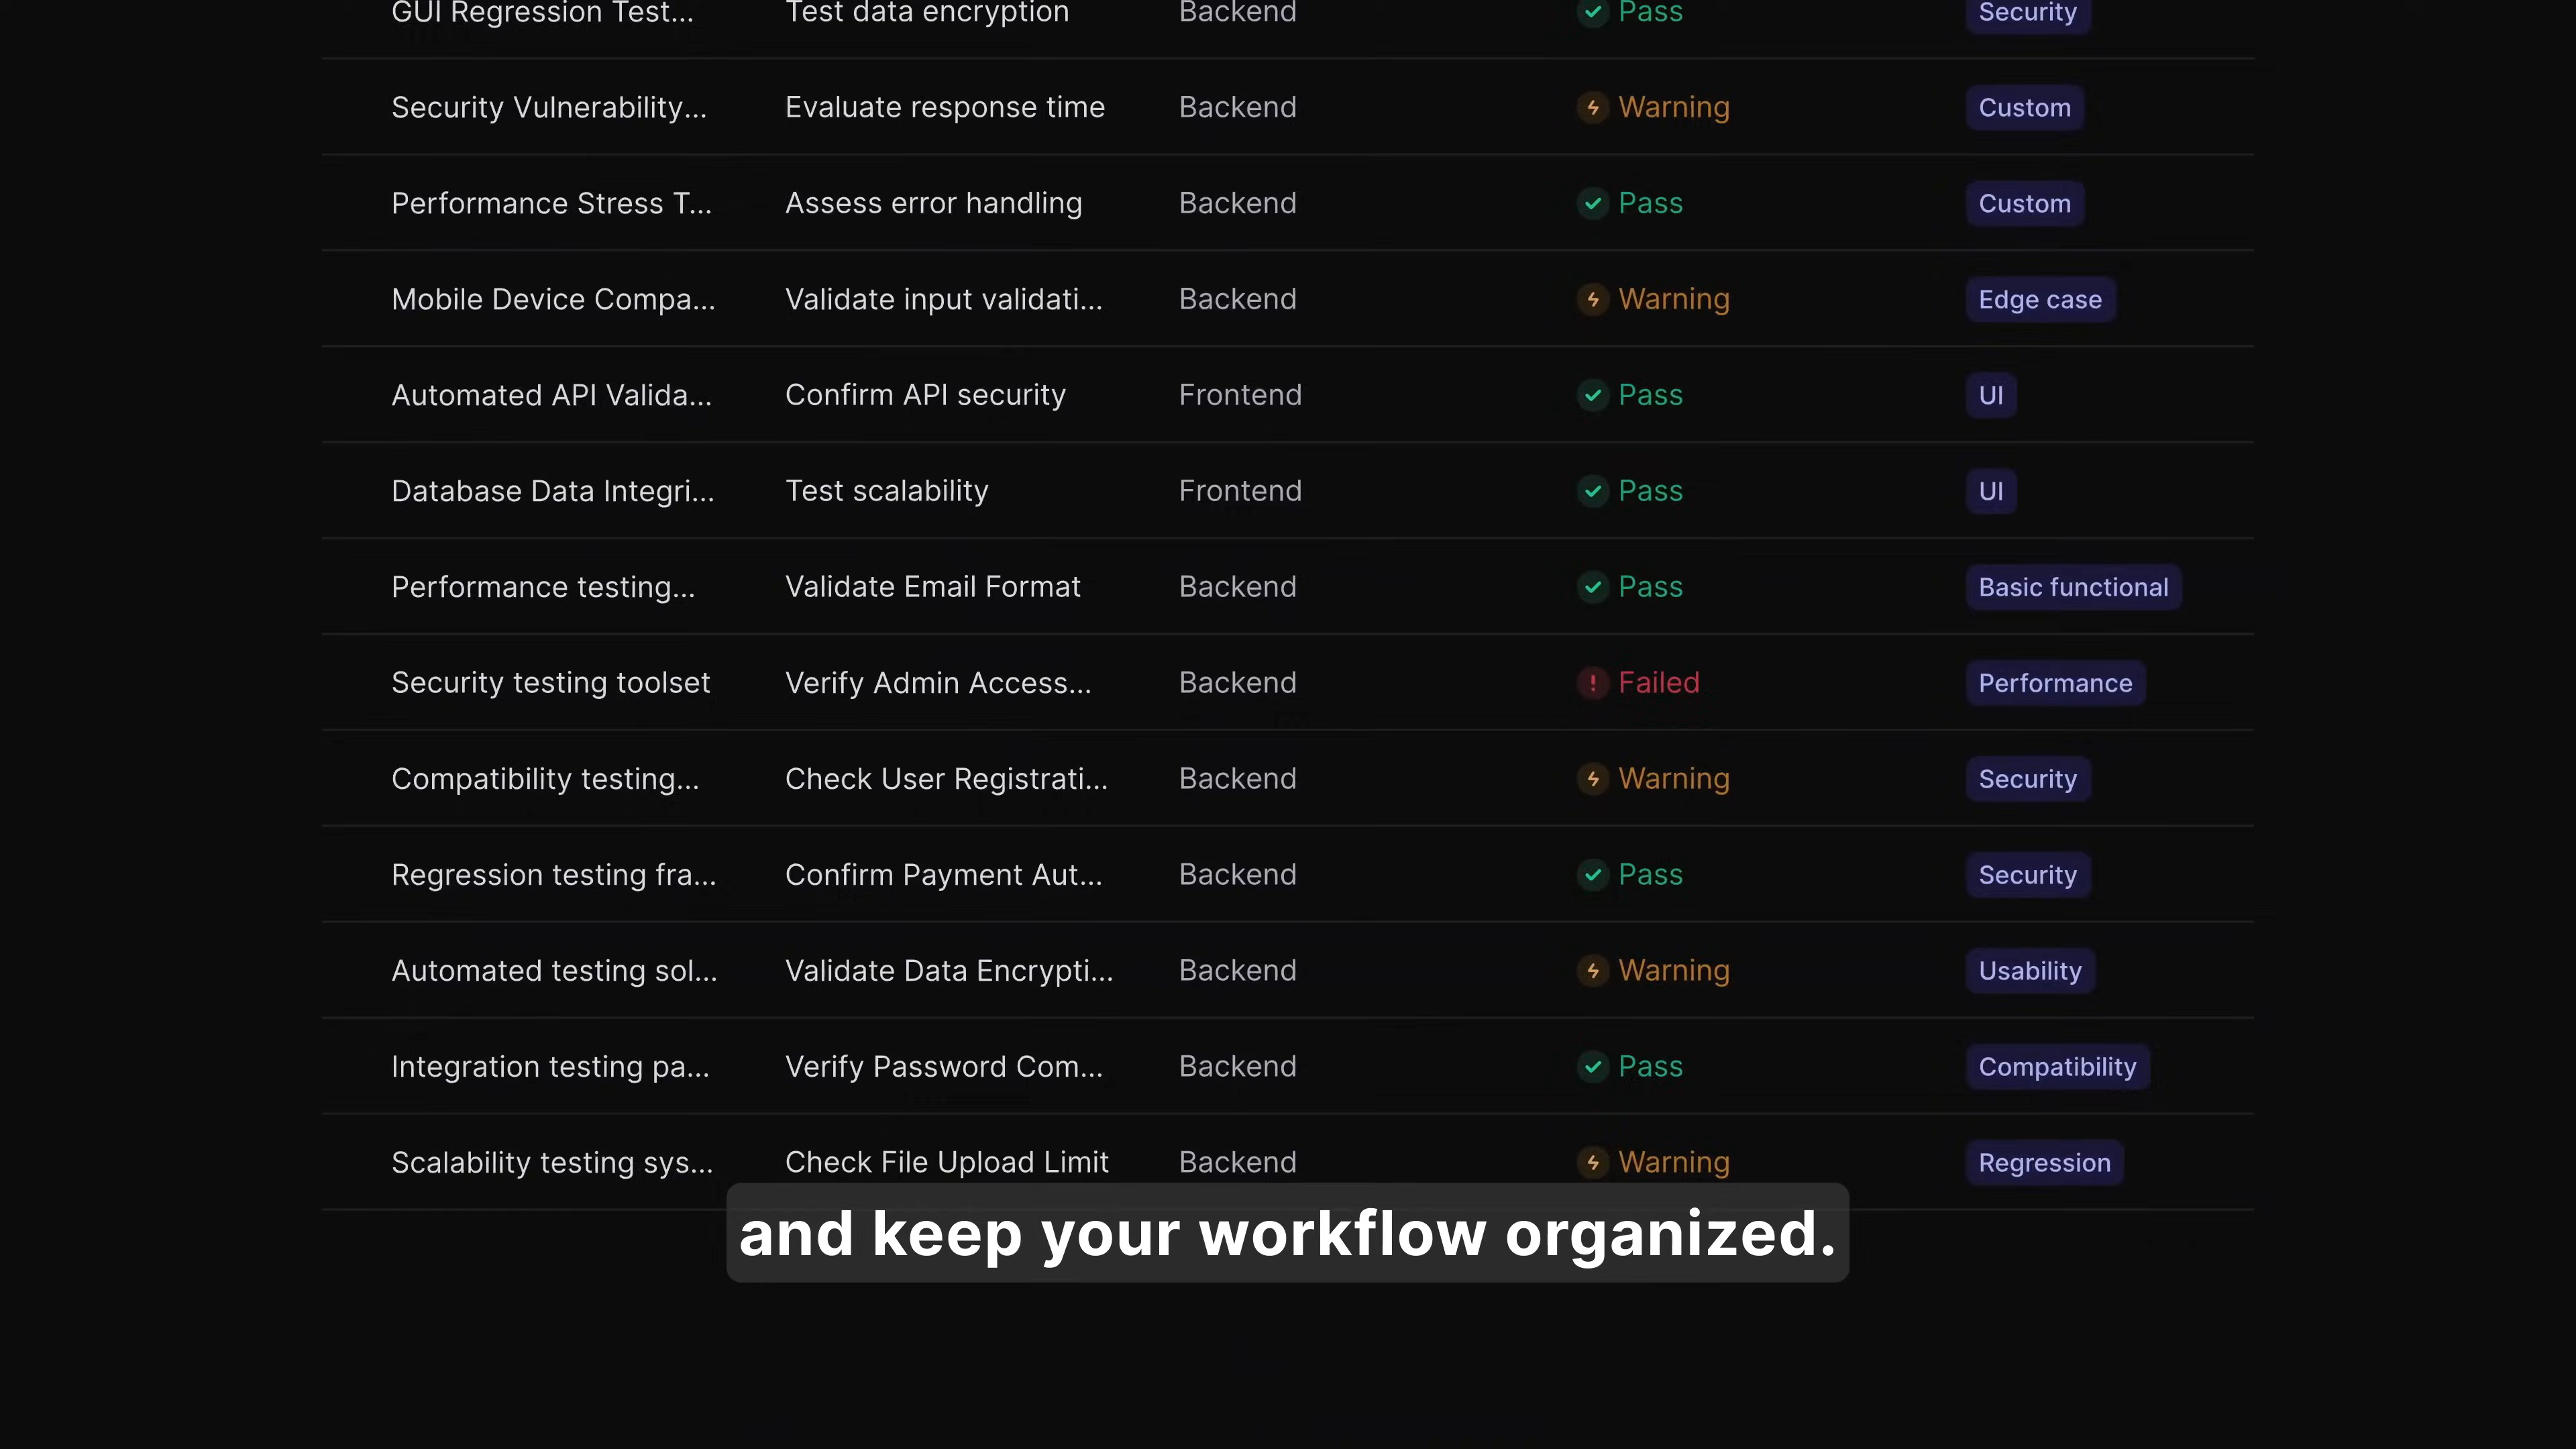 GUI Regression Test... Test data encryption Backend Pass Security
Security Vulnerability... Evaluate response time Backend Warning Custom
Performance Stress T... Assess error handling Backend Pass Custom
Mobile Device Compa... Validate input validati... Backend Warning Edge case
Automated API Valida... Confirm API security Frontend Pass UI
Database Data Integri... Test scalability Frontend Pass UI
Performance testing... Validate Email Format Backend Pass Basic functional
Security testing toolset Verify Admin Access... Backend Failed Performance
Compatibility testing... Check User Registrati... Backend Warning Security
Regression testing fra... Confirm Payment Aut... Backend Pass Security
Automated testing sol... Validate Data Encrypti... Backend Warning Usability
Integration testing pa... Verify Password Com... Backend Pass Compatibility
Scalability testing sys... Check File Upload Limit Backend Warning Regression
and keep your workflow organized.